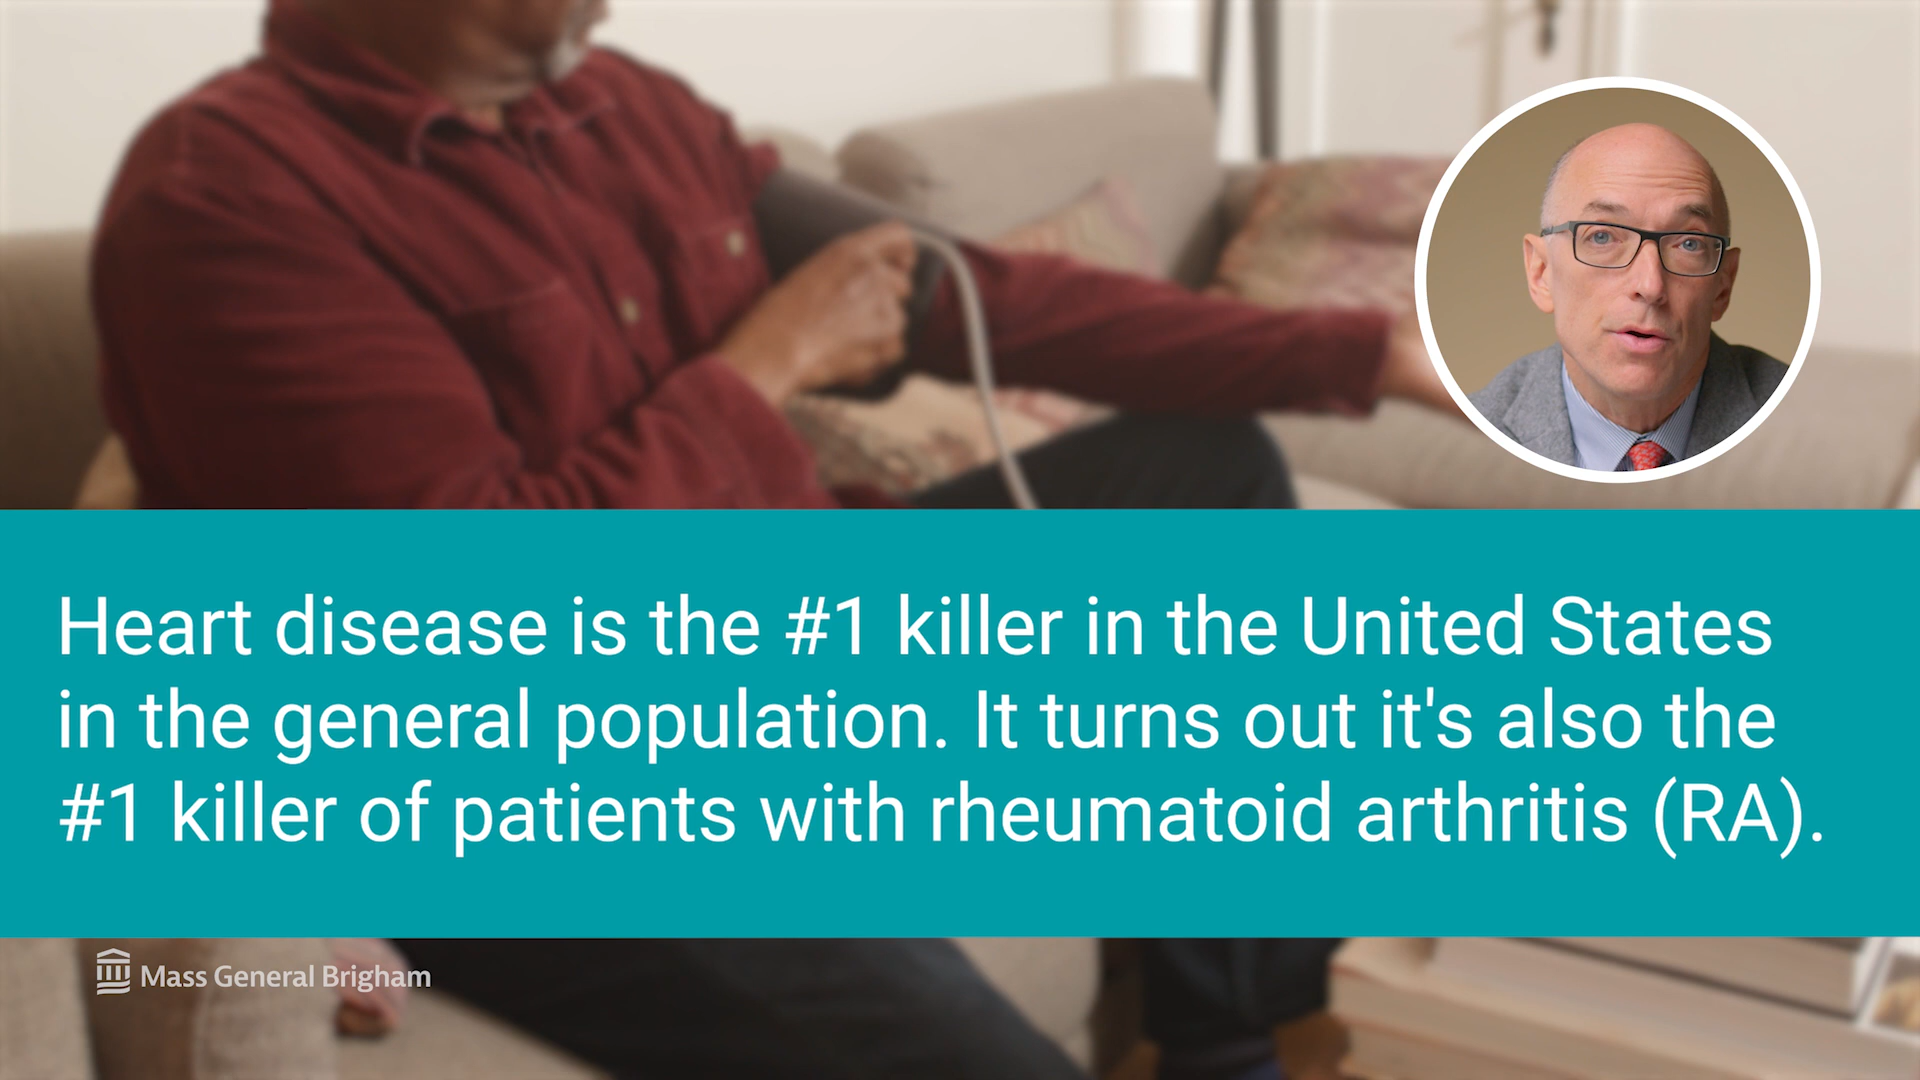 Heart disease is the #1 killer in the United States
in the general population. It turns out it's also the
#1 killer of patients with rheumatoid arthritis (RA).
Mass General Brigham